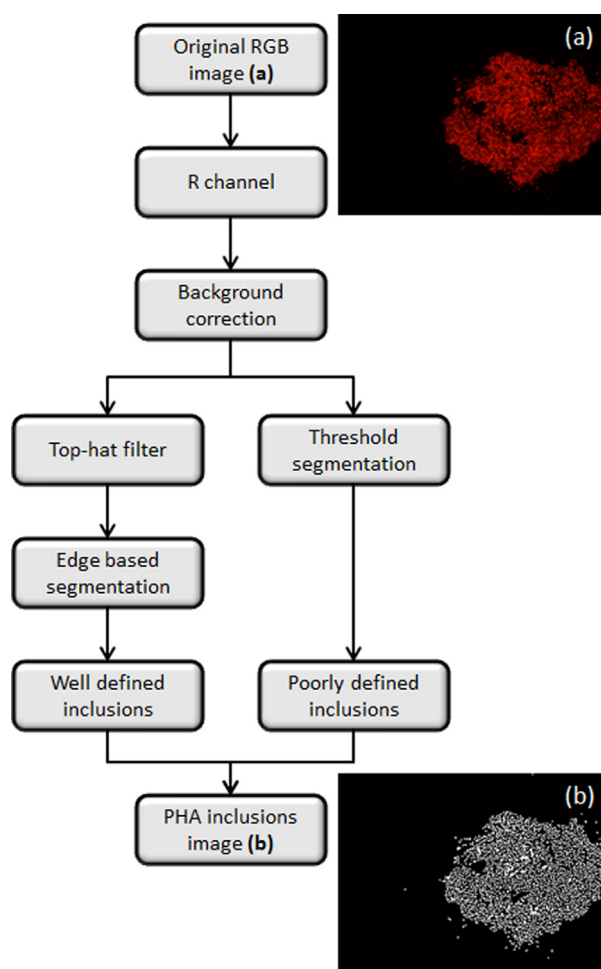 Original RGB
image (a)
(a)
R channel
Background
correction
Top-hat filter
Threshold
segmentation
Edge based
segmentation
Well defined
inclusions
Poorly defined
inclusions
PHA inclusions
image (b)
(b)